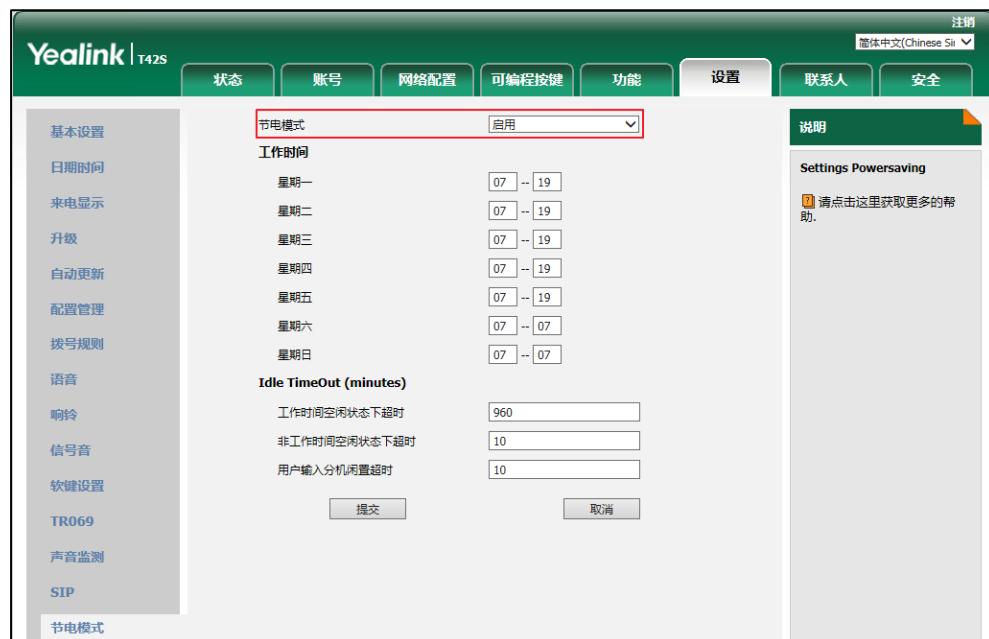 注销
Yealink T42S
简体中文(Chinese Si
状态 账号 网络配置 可编程按键 功能 设置 联系人 安全
基本设置
日期时间
来电显示
升级
自动更新
配置管理
拨号规则
语音
响铃
信号音
软键设置
TR069
声音监测
SIP
节电模式
节电模式 启用
工作时间
星期一 07 -- 19
星期二 07 -- 19
星期三 07 -- 19
星期四 07 -- 19
星期五 07 -- 19
星期六 07 -- 07
星期日 07 -- 07
Idle TimeOut (minutes)
工作时间空闲状态下超时 960
非工作时间空闲状态下超时 10
用户输入分机闲置超时 10
提交 取消
说明
Settings Powersaving
请点击这里获取更多的帮
助.